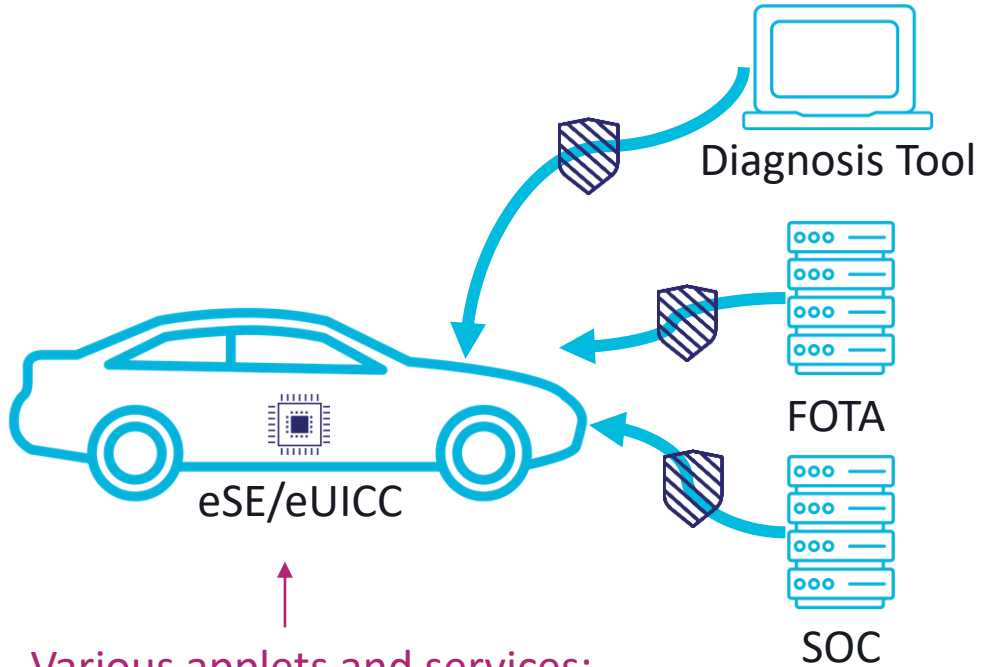 Diagnosis Tool
FOTA
eSE/eUICC
SOC
Various applets and services: